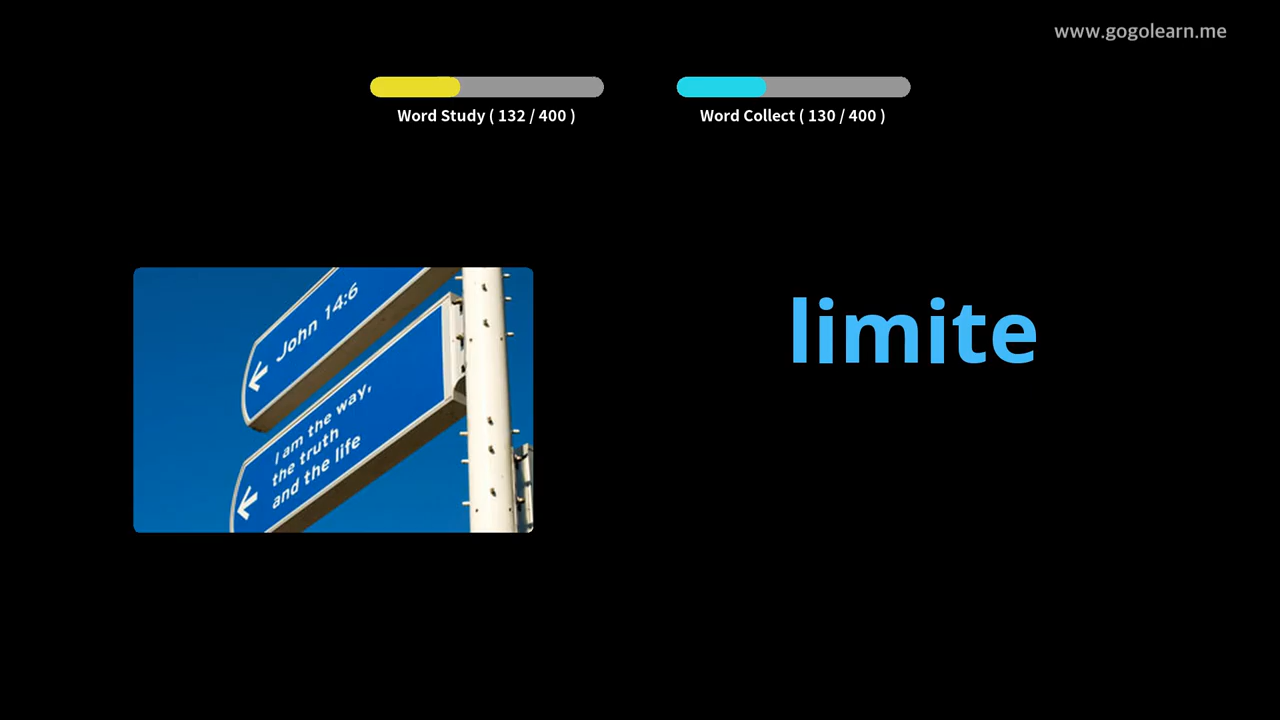 www.gogolearn.me
Word Study ( 132 / 400 )
Word Collect ( 130 / 400 )
John 14:6
I am the way,
the truth
and the life
limite